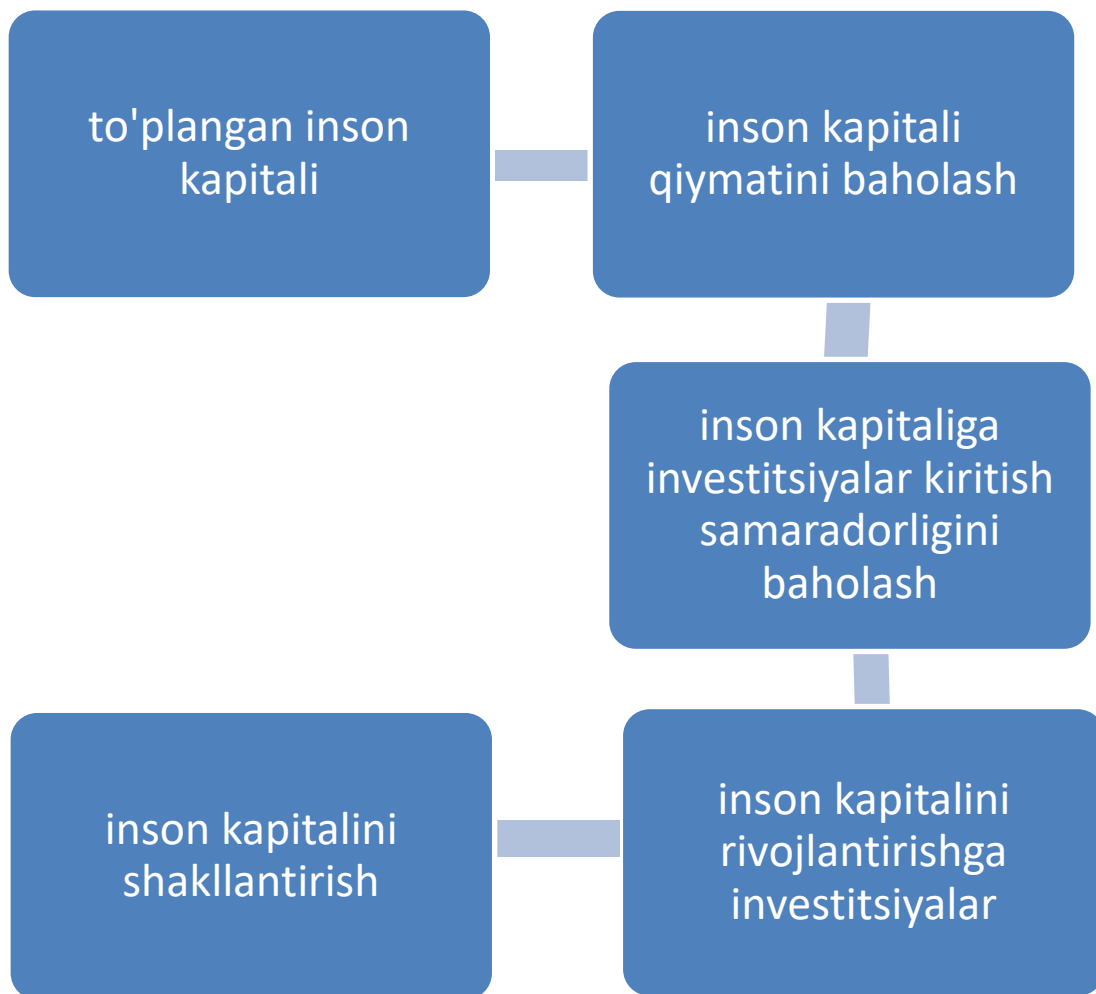 to'plangan inson
kapitali
inson kapitali
qiymatini baholash
inson kapitaliga
investitsiyalar kiritish
samaradorligini
baholash
inson kapitalini
rivojlantirishga
investitsiyalar
inson kapitalini
shakllantirish